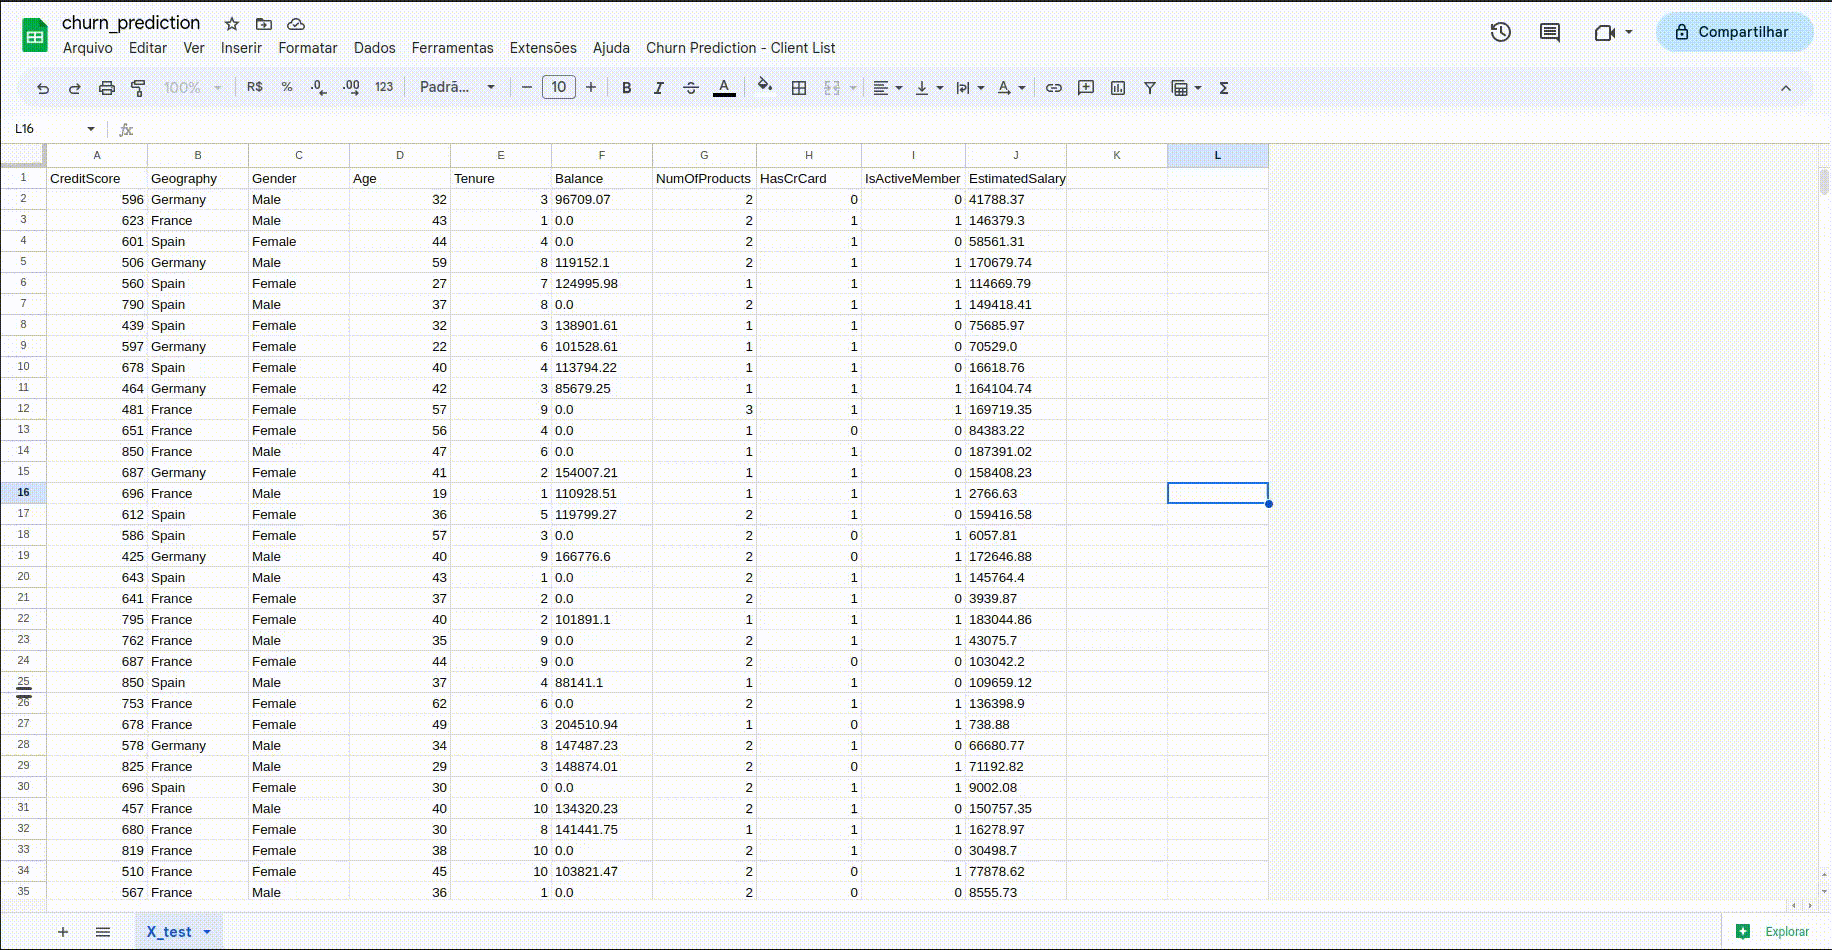 churn_prediction
Arquivo Editar Ver Inserir Formatar Dados Ferramentas Extensões Ajuda Churn Prediction - Client List
Compartilhar
100% R$ % .0 .00 123 Padrã... − 10 + B I S A Σ
L16 fx
A B C D E F G H I J K L
1 CreditScore Geography Gender Age Tenure Balance NumOfProducts HasCrCard IsActiveMember EstimatedSalary
2 596 Germany Male 32 3 96709.07 2 0 0 41788.37
3 623 France Male 43 1 0.0 2 1 1 146379.3
4 601 Spain Female 44 4 0.0 2 1 0 58561.31
5 506 Germany Male 59 8 119152.1 2 1 1 170679.74
6 560 Spain Female 27 7 124995.98 1 1 1 114669.79
7 790 Spain Male 37 8 0.0 2 1 1 149418.41
8 439 Spain Female 32 3 138901.61 1 1 0 75685.97
9 597 Germany Female 22 6 101528.61 1 1 0 70529.0
10 678 Spain Female 40 4 113794.22 1 1 0 16618.76
11 464 Germany Female 42 3 85679.25 1 1 1 164104.74
12 481 France Female 57 9 0.0 3 1 1 169719.35
13 651 France Female 56 4 0.0 1 0 0 84383.22
14 850 France Male 47 6 0.0 1 1 0 187391.02
15 687 Germany Female 41 2 154007.21 1 1 0 158408.23
16 696 France Male 19 1 110928.51 1 1 1 2766.63
17 612 Spain Female 36 5 119799.27 2 1 0 159416.58
18 586 Spain Female 57 3 0.0 2 0 1 6057.81
19 425 Germany Male 40 9 166776.6 2 0 1 172646.88
20 643 Spain Male 43 1 0.0 2 1 1 145764.4
21 641 France Female 37 2 0.0 2 1 0 3939.87
22 795 France Female 40 2 101891.1 1 1 1 183044.86
23 762 France Male 35 9 0.0 2 1 1 43075.7
24 687 France Female 44 9 0.0 2 0 0 103042.2
25 850 Spain Male 37 4 88141.1 1 1 0 109659.12
26 753 France Female 62 6 0.0 2 1 1 136398.9
27 678 France Female 49 3 204510.94 1 0 1 738.88
28 578 Germany Male 34 8 147487.23 2 1 0 66680.77
29 825 France Male 29 3 148874.01 2 0 1 71192.82
30 696 Spain Female 30 0 0.0 2 1 1 9002.08
31 457 France Male 40 10 134320.23 2 1 0 150757.35
32 680 France Female 30 8 141441.75 1 1 1 16278.97
33 819 France Female 38 10 0.0 2 1 0 30498.7
34 510 France Female 45 10 103821.47 2 0 1 77878.62
35 567 France Male 36 1 0.0 2 0 0 8555.73
X_test
Explorar